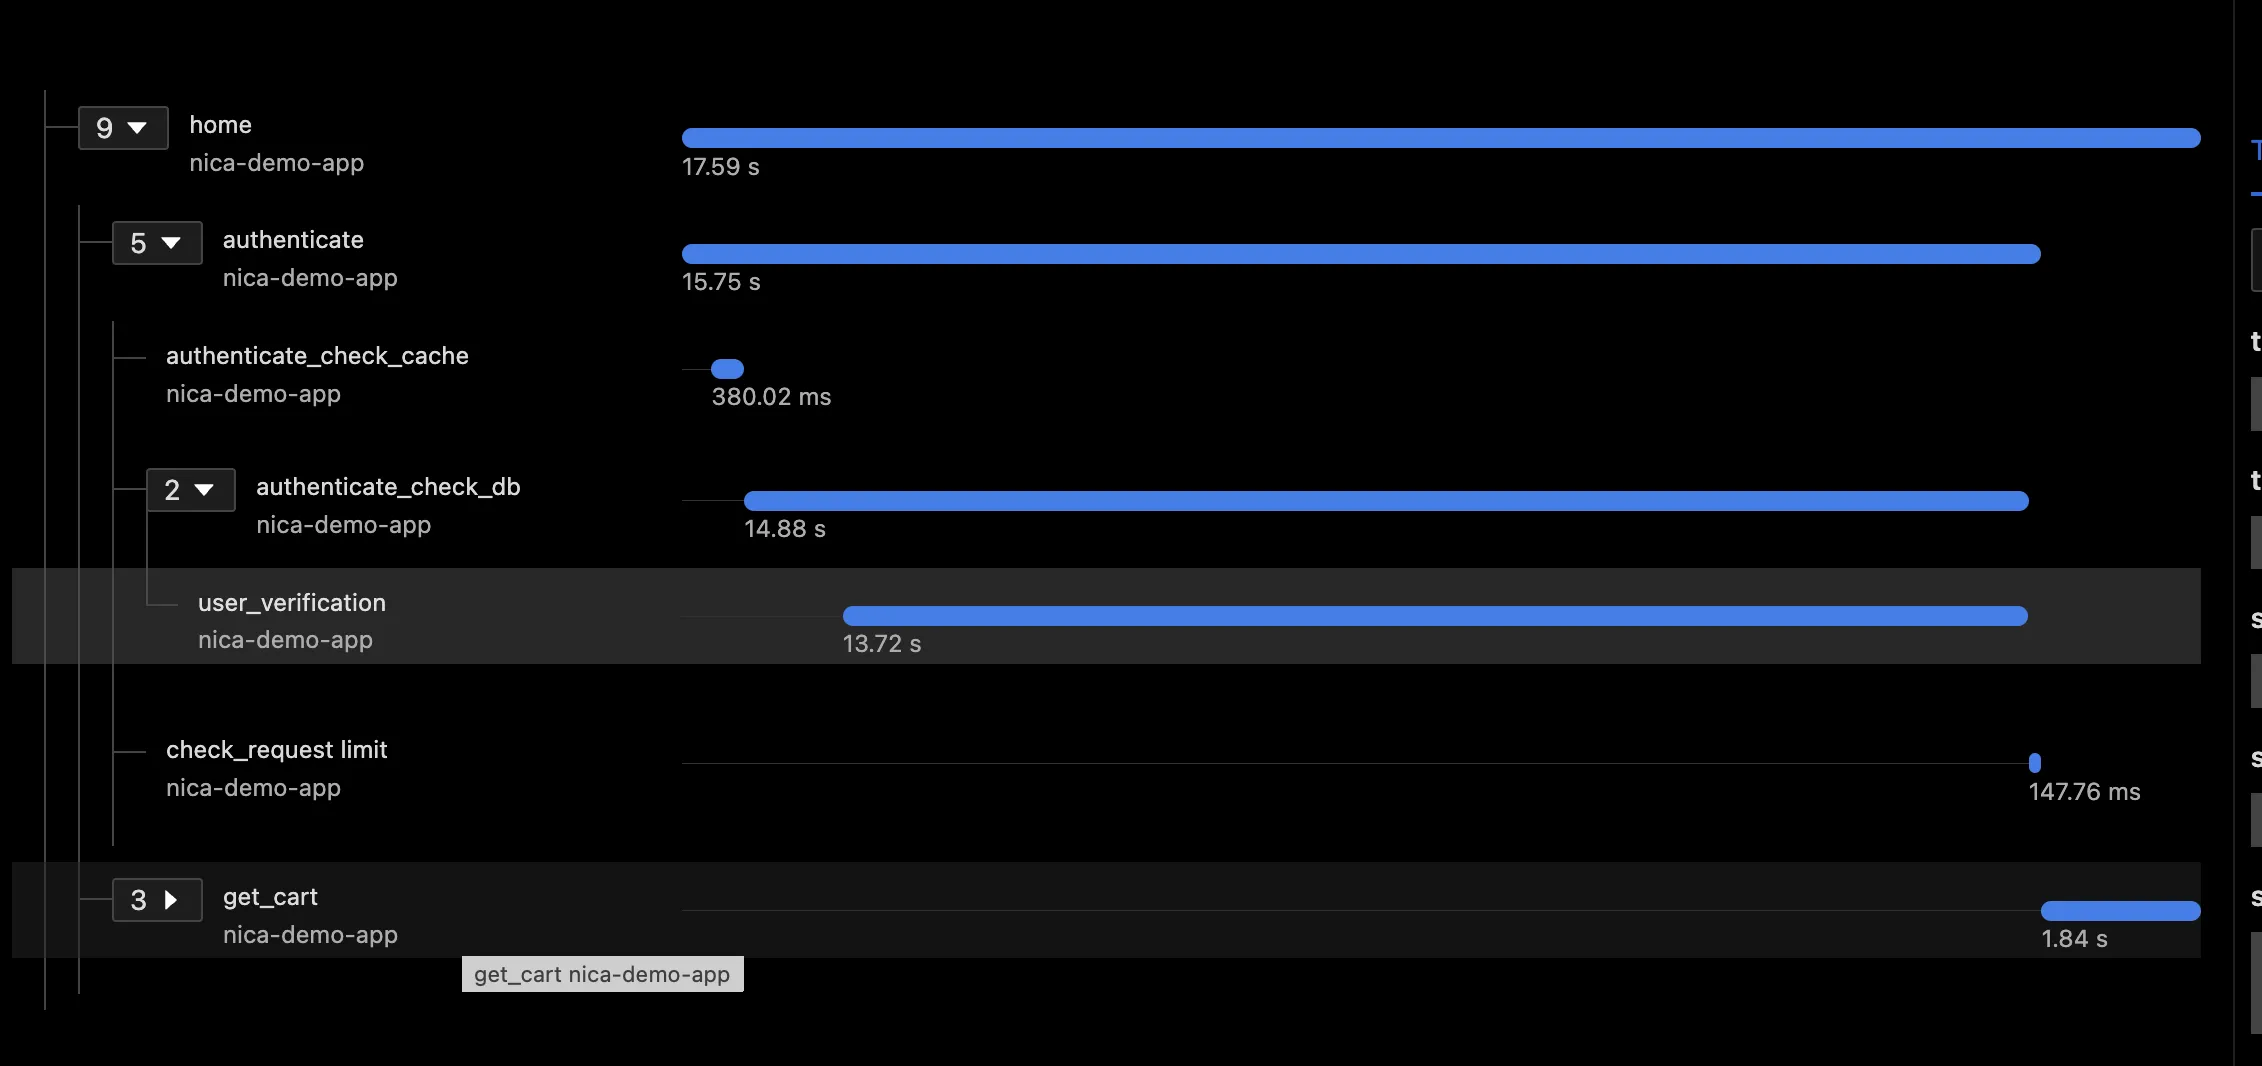 9 home
nica-demo-app
17.59 s
5 authenticate
nica-demo-app
15.75 s
authenticate_check_cache
nica-demo-app
380.02 ms
2 authenticate_check_db
nica-demo-app
14.88 s
user_verification
nica-demo-app
13.72 s
check_request limit
nica-demo-app
147.76 ms
3 get_cart
nica-demo-app
1.84 s
get_cart nica-demo-app